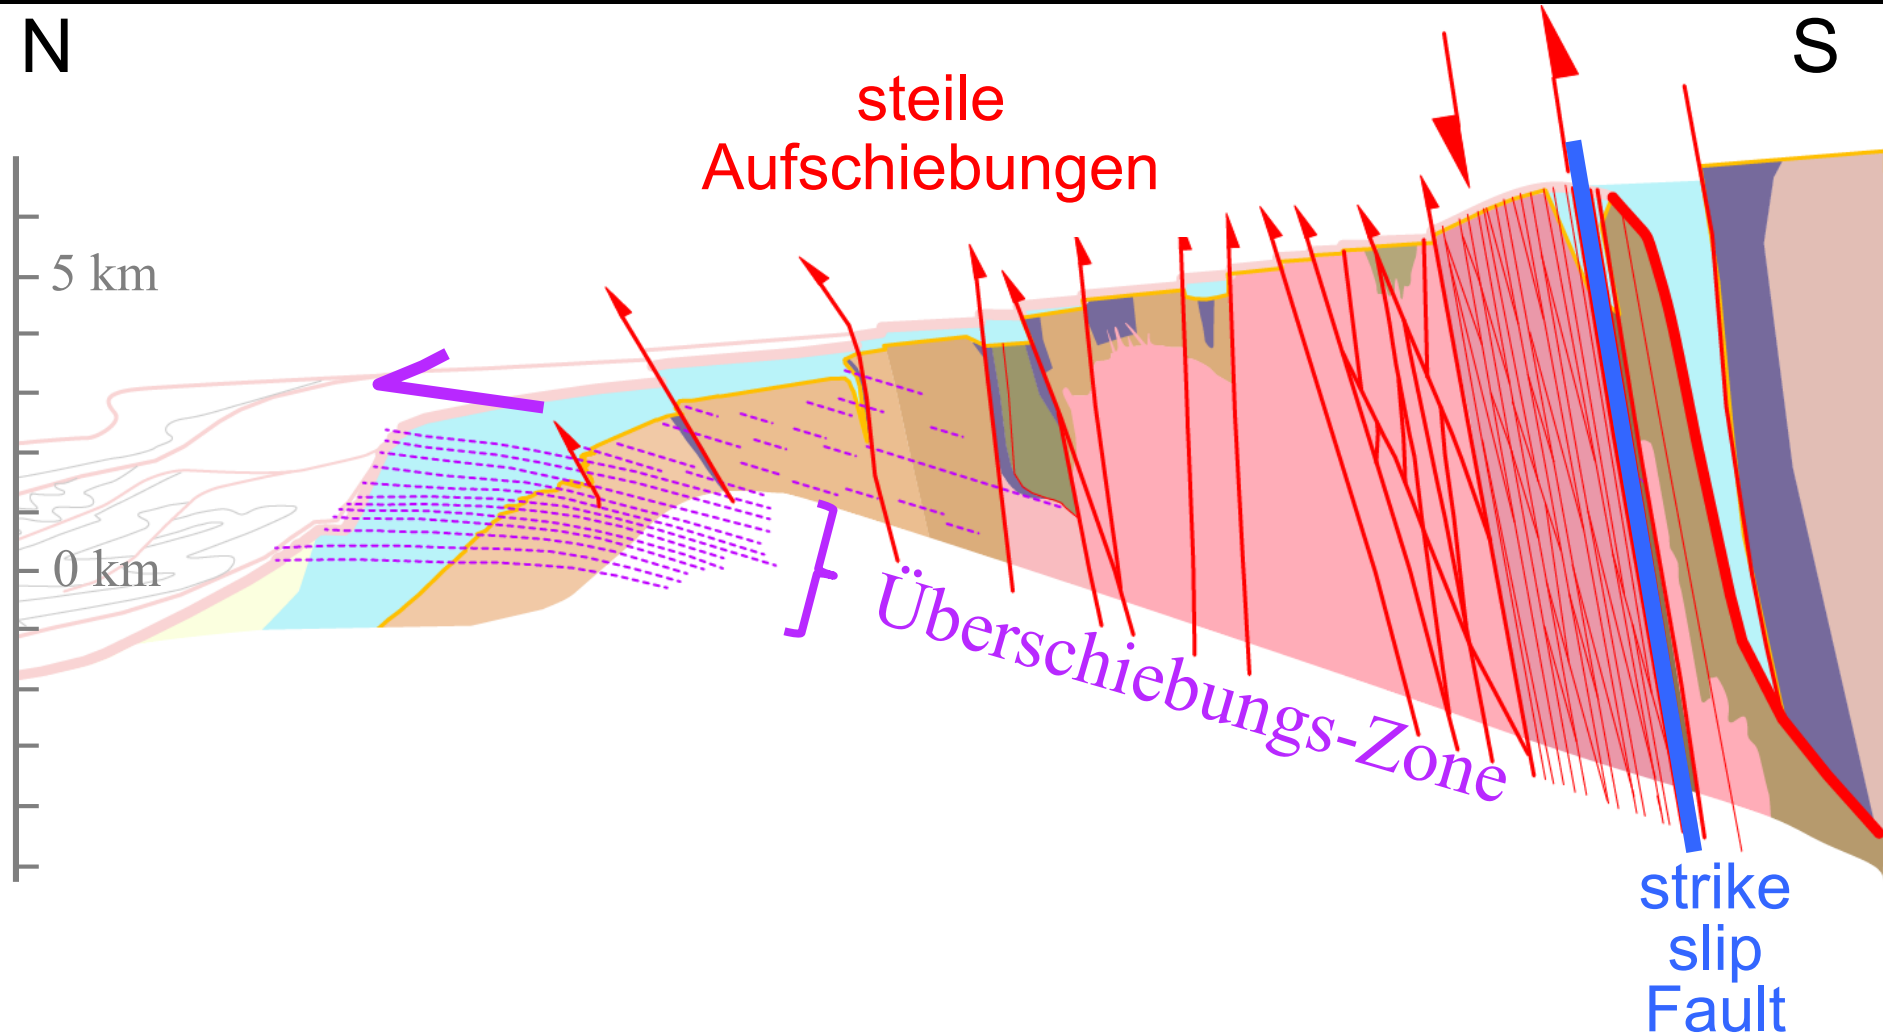 N
S
steile
Aufschiebungen
5 km
0 km
Überschiebungs-Zone
strike
slip
Fault